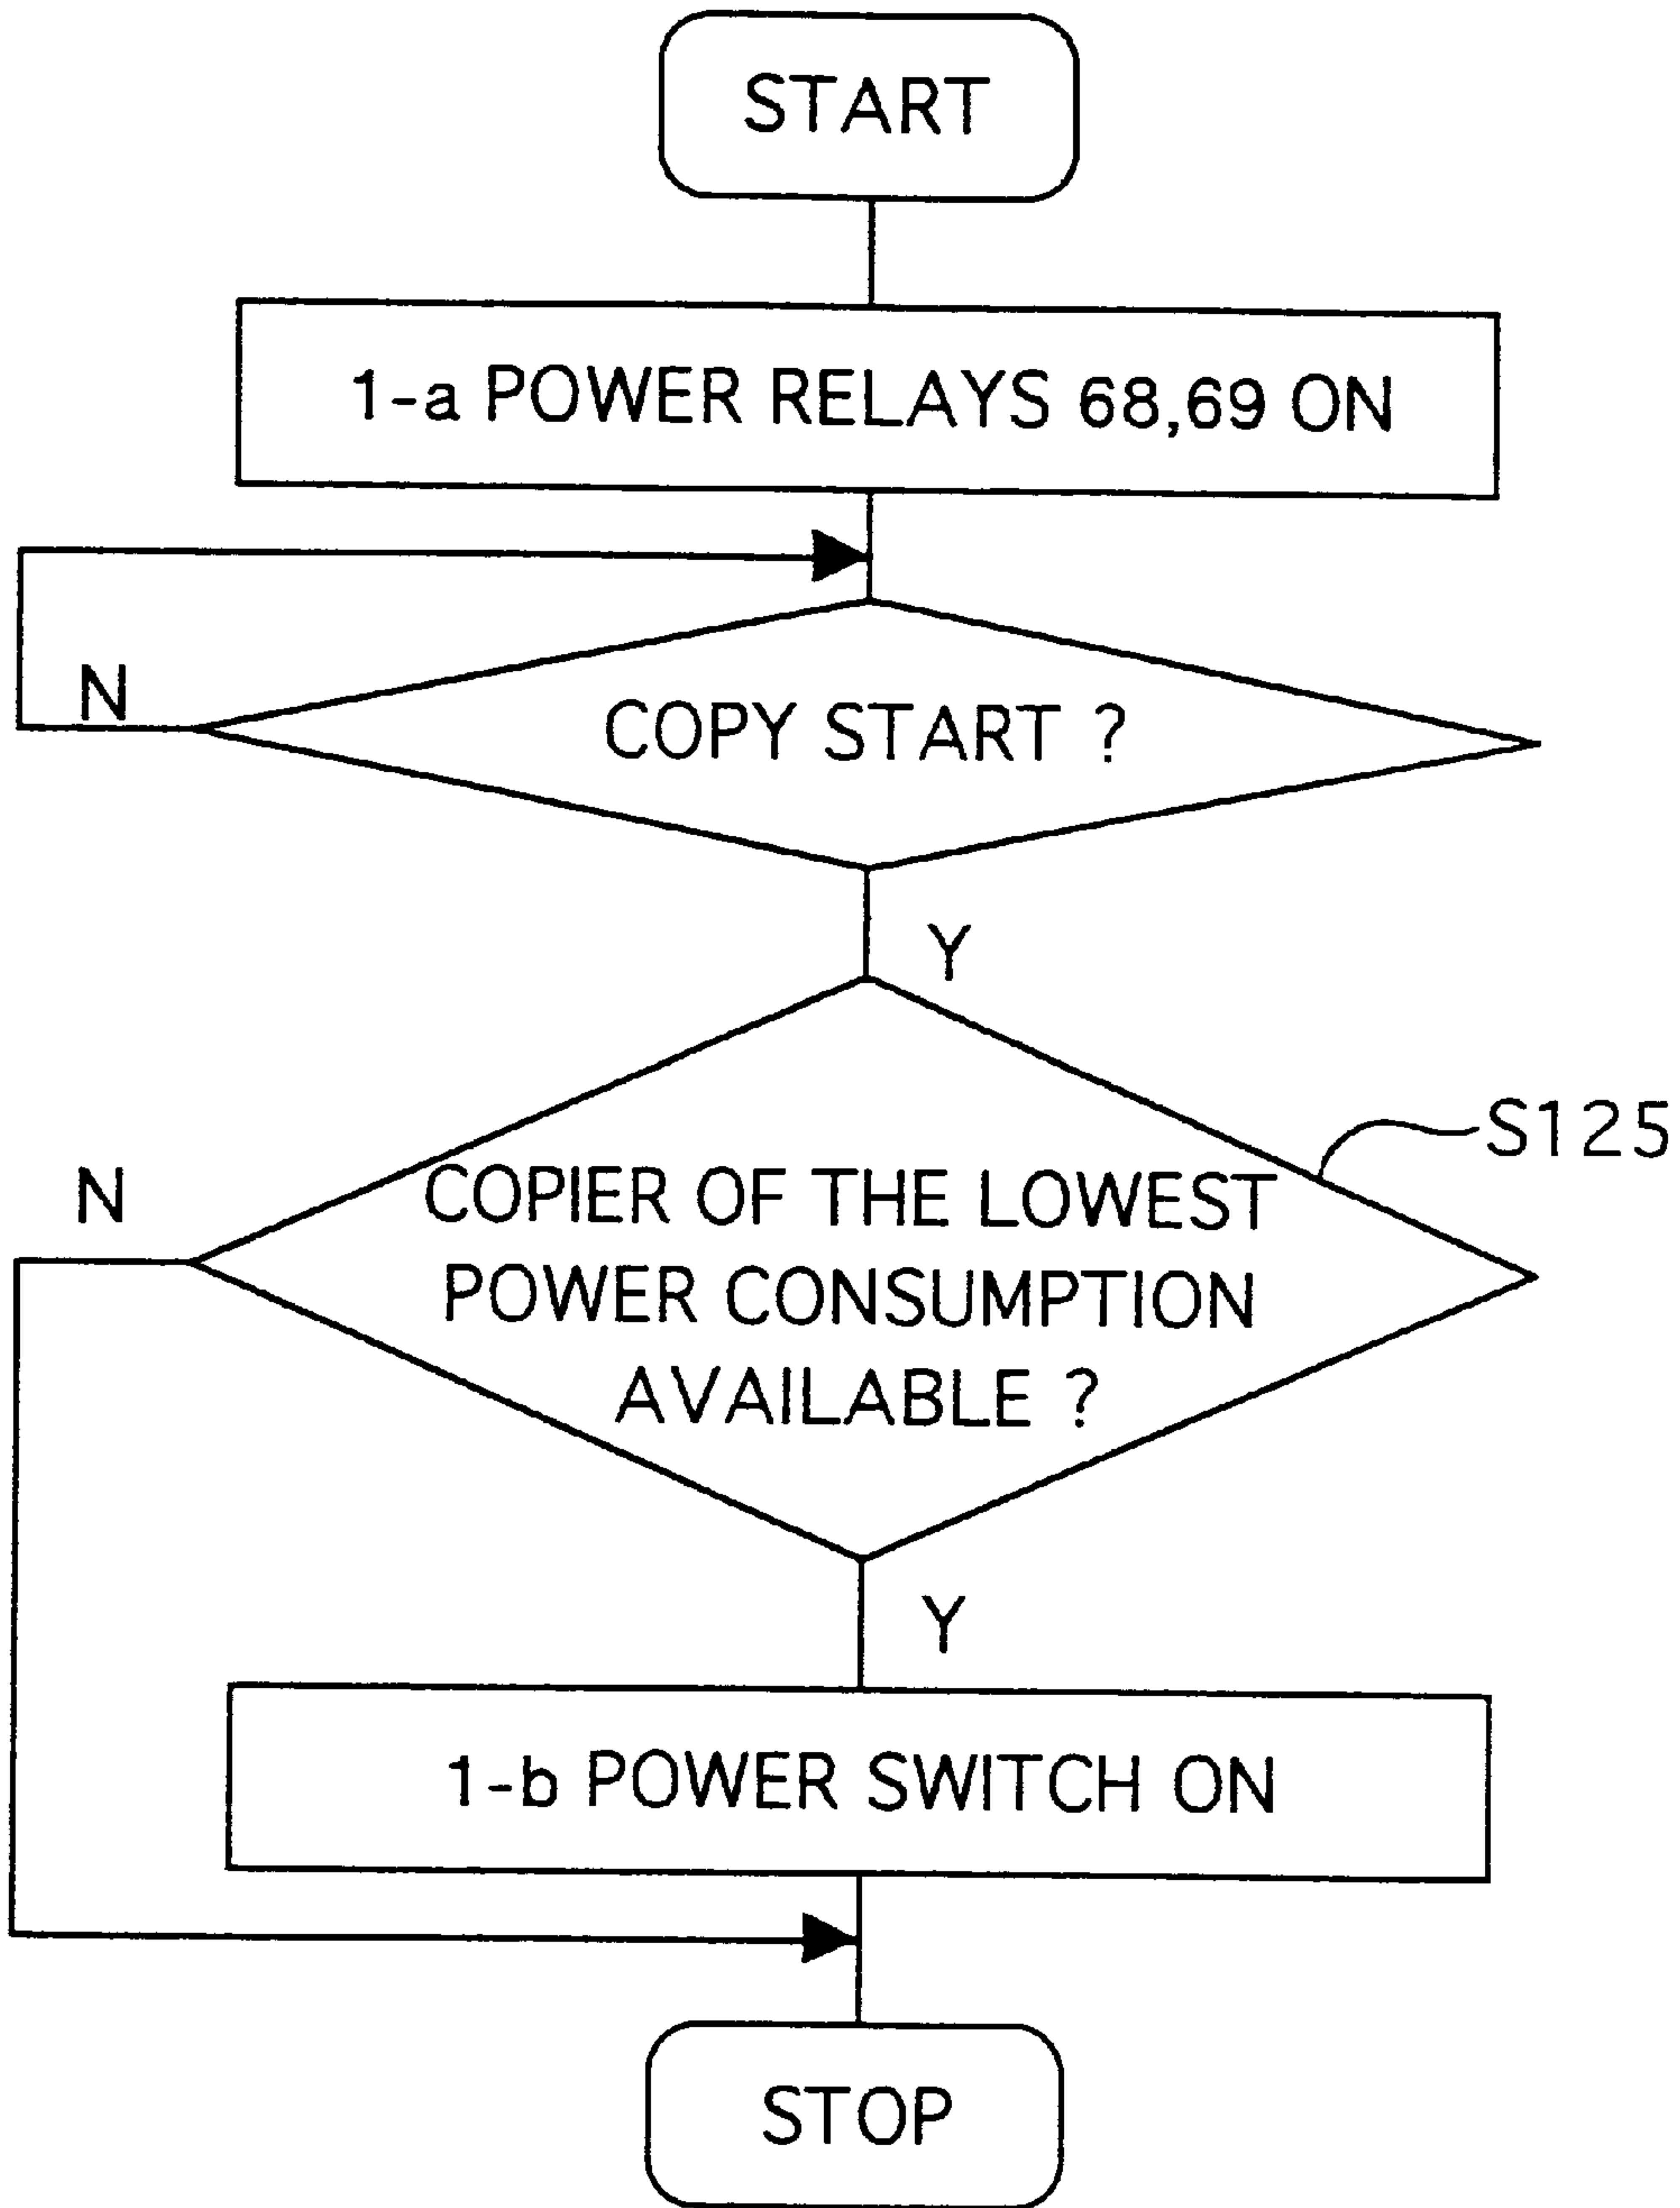 START
1-a POWER RELAYS 68,69 ON
N
COPY START ?
Y
S125
N
COPIER OF THE LOWEST
POWER CONSUMPTION
AVAILABLE ?
Y
1-b POWER SWITCH ON
STOP